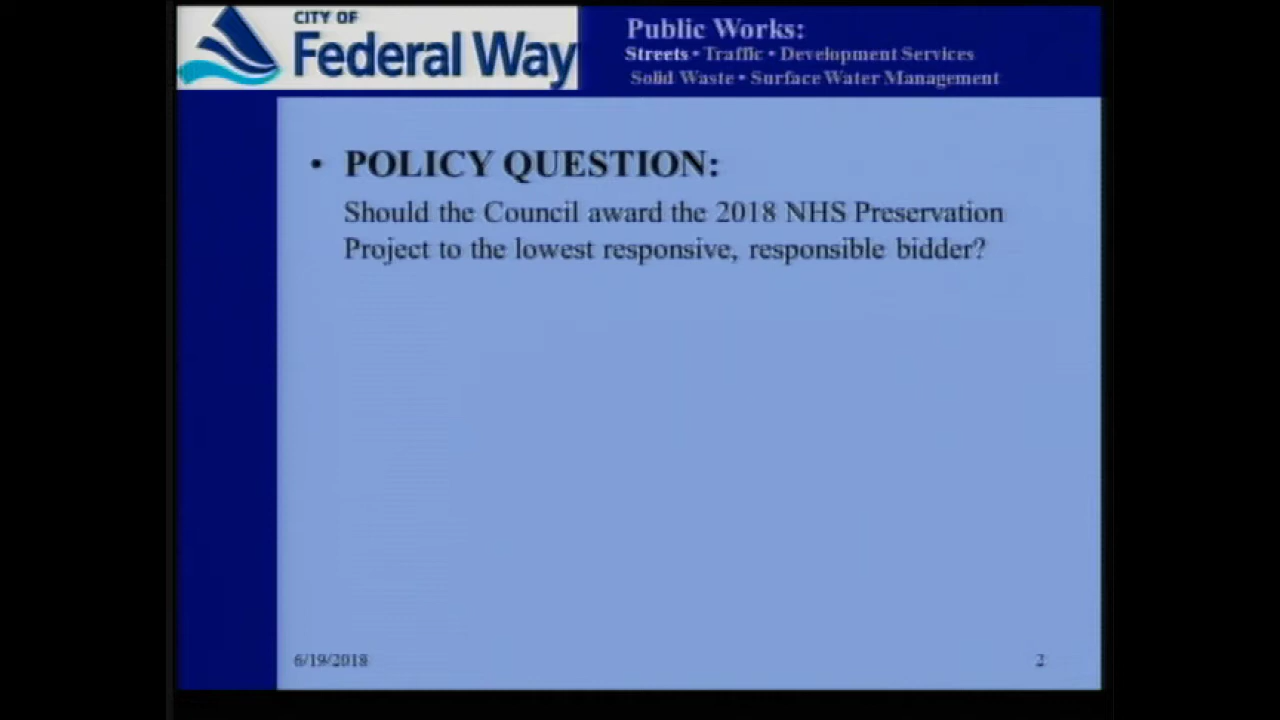 CITY OF
Federal Way
Public Works:
Streets • Traffic • Development Services
Solid Waste • Surface Water Management
• POLICY QUESTION:
Should the Council award the 2018 NHS Preservation
Project to the lowest responsive, responsible bidder?
6/19/2018
2